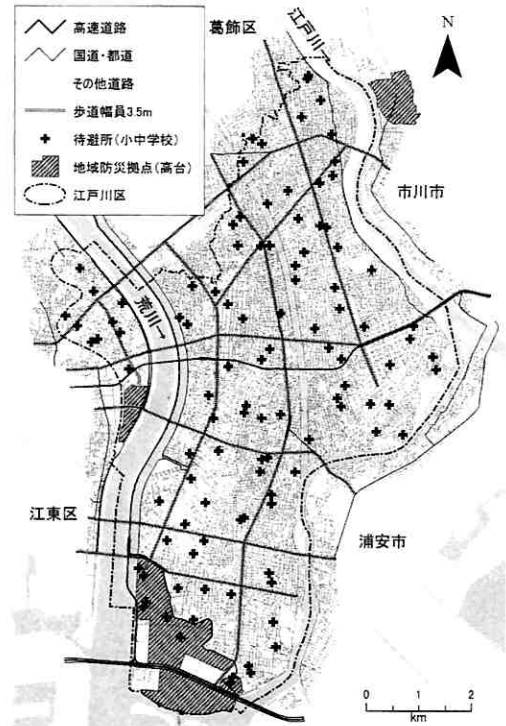 高速道路
国道・都道
その他道路
歩道幅員3.5m
待避所(小中学校)
地域防災拠点(高台)
江戸川区
葛飾区
江戸川→
N
市川市
荒川→
江東区
浦安市
0 1 2
km